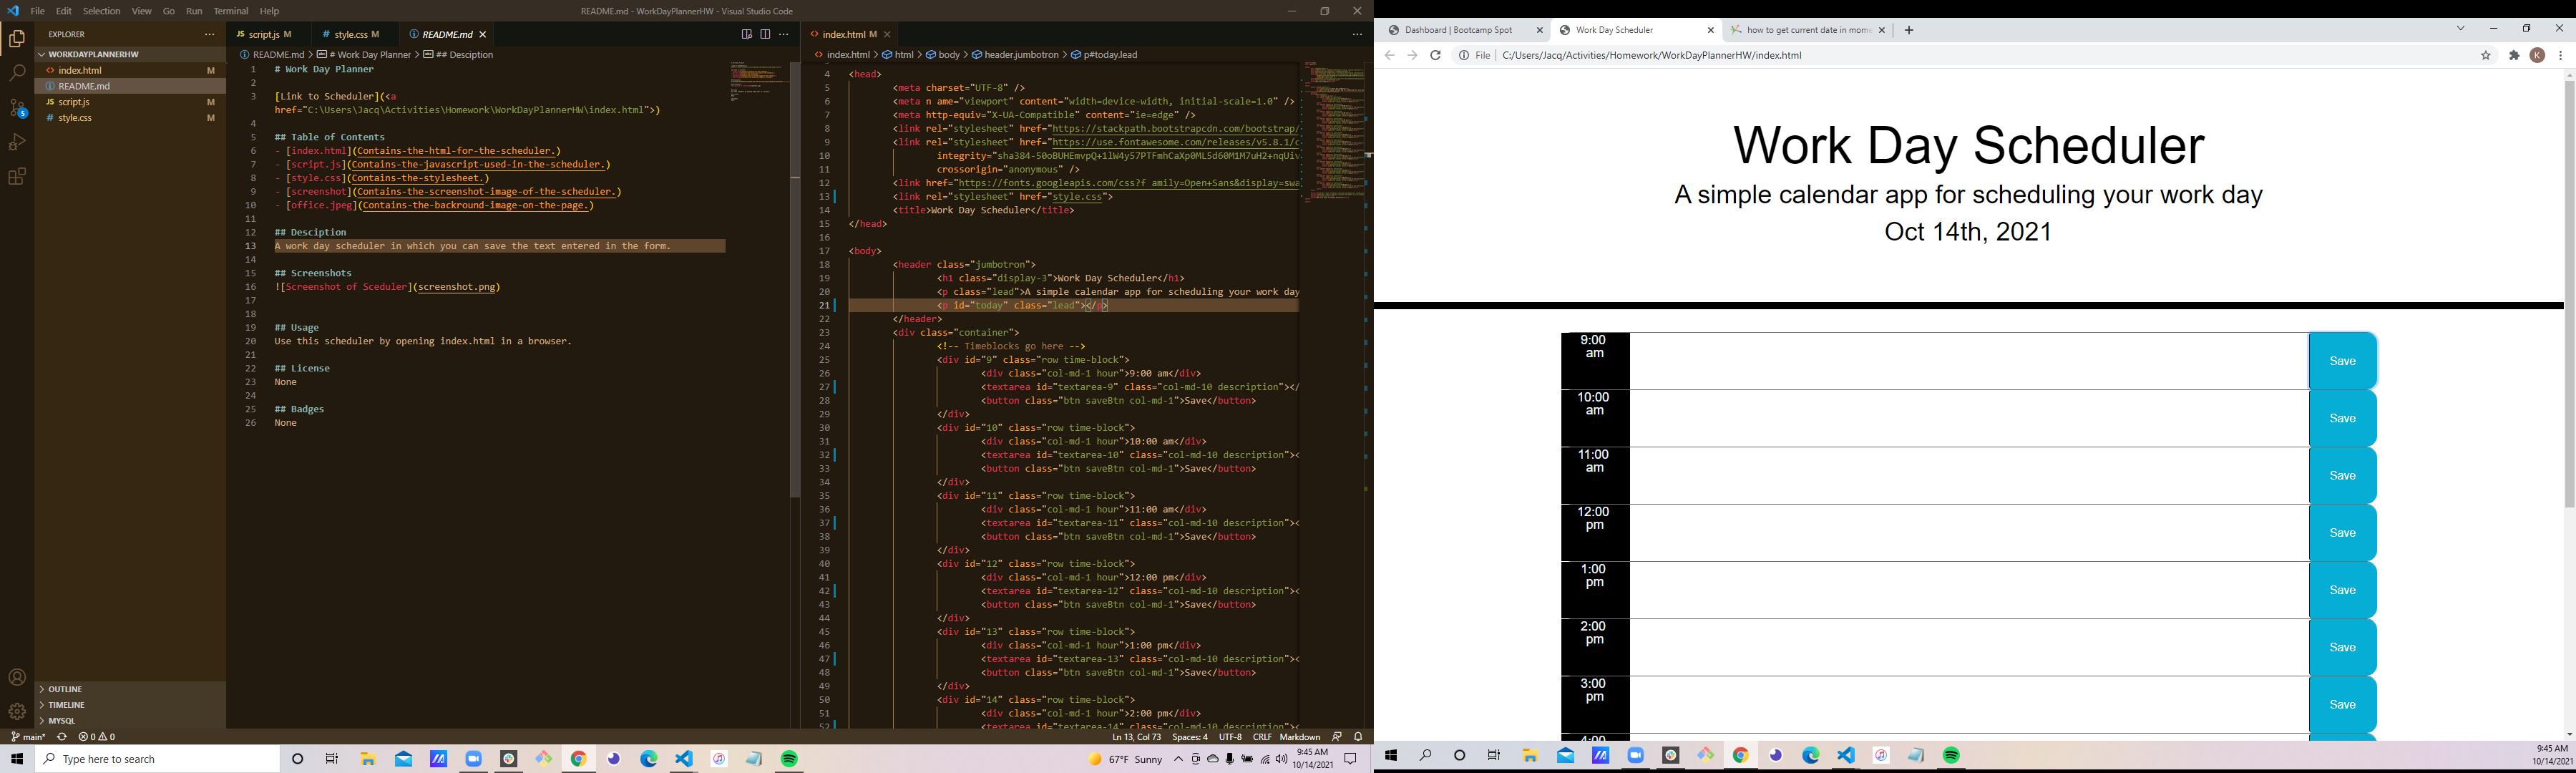 File Edit Selection View Go Run Terminal Help
README.md - WorkDayPlannerHW - Visual Studio Code
EXPLORER
WORKDAYPLANNERHW
index.html M
README.md
script.js M
style.css M
OUTLINE
TIMELINE
MYSQL
script.js M style.css M README.md
README.md > # Work Day Planner > ## Desciption
1 # Work Day Planner
2
3 [Link to Scheduler](<a
href="C:\Users\Jacq\Activities\Homework\WorkDayPlannerHW\index.html">)
4
5 ## Table of Contents
6 - [index.html](Contains-the-html-for-the-scheduler.)
7 - [script.js](Contains-the-javascript-used-in-the-scheduler.)
8 - [style.css](Contains-the-stylesheet.)
9 - [screenshot](Contains-the-screenshot-image-of-the-scheduler.)
10 - [office.jpeg](Contains-the-backround-image-on-the-page.)
11
12 ## Desciption
13 A work day scheduler in which you can save the text entered in the form.
14
15 ## Screenshots
16 ![Screenshot of Sceduler](screenshot.png)
17
18
19 ## Usage
20 Use this scheduler by opening index.html in a browser.
21
22 ## License
23 None
24
25 ## Badges
26 None
index.html M
index.html > html > body > header.jumbotron > p#today.lead
4 <head>
5 <meta charset="UTF-8" />
6 <meta n ame="viewport" content="width=device-width, initial-scale=1.0" />
7 <meta http-equiv="X-UA-Compatible" content="ie=edge" />
8 <link rel="stylesheet" href="https://stackpath.bootstrapcdn.com/bootstrap/
9 <link rel="stylesheet" href="https://use.fontawesome.com/releases/v5.8.1/c
10 integrity="sha384-50oBUHEmvpQ+1lW4y57PTFmhCaXp0ML5d60M1M7uH2+nqUiv
11 crossorigin="anonymous" />
12 <link href="https://fonts.googleapis.com/css?f amily=Open+Sans&display=swa
13 <link rel="stylesheet" href="style.css">
14 <title>Work Day Scheduler</title>
15 </head>
16
17 <body>
18 <header class="jumbotron">
19 <h1 class="display-3">Work Day Scheduler</h1>
20 <p class="lead">A simple calendar app for scheduling your work day
21 <p id="today" class="lead"></p>
22 </header>
23 <div class="container">
24 <!-- Timeblocks go here -->
25 <div id="9" class="row time-block">
26 <div class="col-md-1 hour">9:00 am</div>
27 <textarea id="textarea-9" class="col-md-10 description"></
28 <button class="btn saveBtn col-md-1">Save</button>
29 </div>
30 <div id="10" class="row time-block">
31 <div class="col-md-1 hour">10:00 am</div>
32 <textarea id="textarea-10" class="col-md-10 description"><
33 <button class="btn saveBtn col-md-1">Save</button>
34 </div>
35 <div id="11" class="row time-block">
36 <div class="col-md-1 hour">11:00 am</div>
37 <textarea id="textarea-11" class="col-md-10 description"><
38 <button class="btn saveBtn col-md-1">Save</button>
39 </div>
40 <div id="12" class="row time-block">
41 <div class="col-md-1 hour">12:00 pm</div>
42 <textarea id="textarea-12" class="col-md-10 description"><
43 <button class="btn saveBtn col-md-1">Save</button>
44 </div>
45 <div id="13" class="row time-block">
46 <div class="col-md-1 hour">1:00 pm</div>
47 <textarea id="textarea-13" class="col-md-10 description"><
48 <button class="btn saveBtn col-md-1">Save</button>
49 </div>
50 <div id="14" class="row time-block">
51 <div class="col-md-1 hour">2:00 pm</div>
52 <textarea id="textarea-14" class="col-md-10 description"><
main* 0 0
Ln 13, Col 73 Spaces: 4 UTF-8 CRLF Markdown
Type here to search
67°F Sunny
9:45 AM
10/14/2021
Dashboard | Bootcamp Spot
Work Day Scheduler
how to get current date in mome
File C:/Users/Jacq/Activities/Homework/WorkDayPlannerHW/index.html
K
Work Day Scheduler
A simple calendar app for scheduling your work day
Oct 14th, 2021
9:00
am
Save
10:00
am
Save
11:00
am
Save
12:00
pm
Save
1:00
pm
Save
2:00
pm
Save
3:00
pm
Save
4:00
9:45 AM
10/14/2021